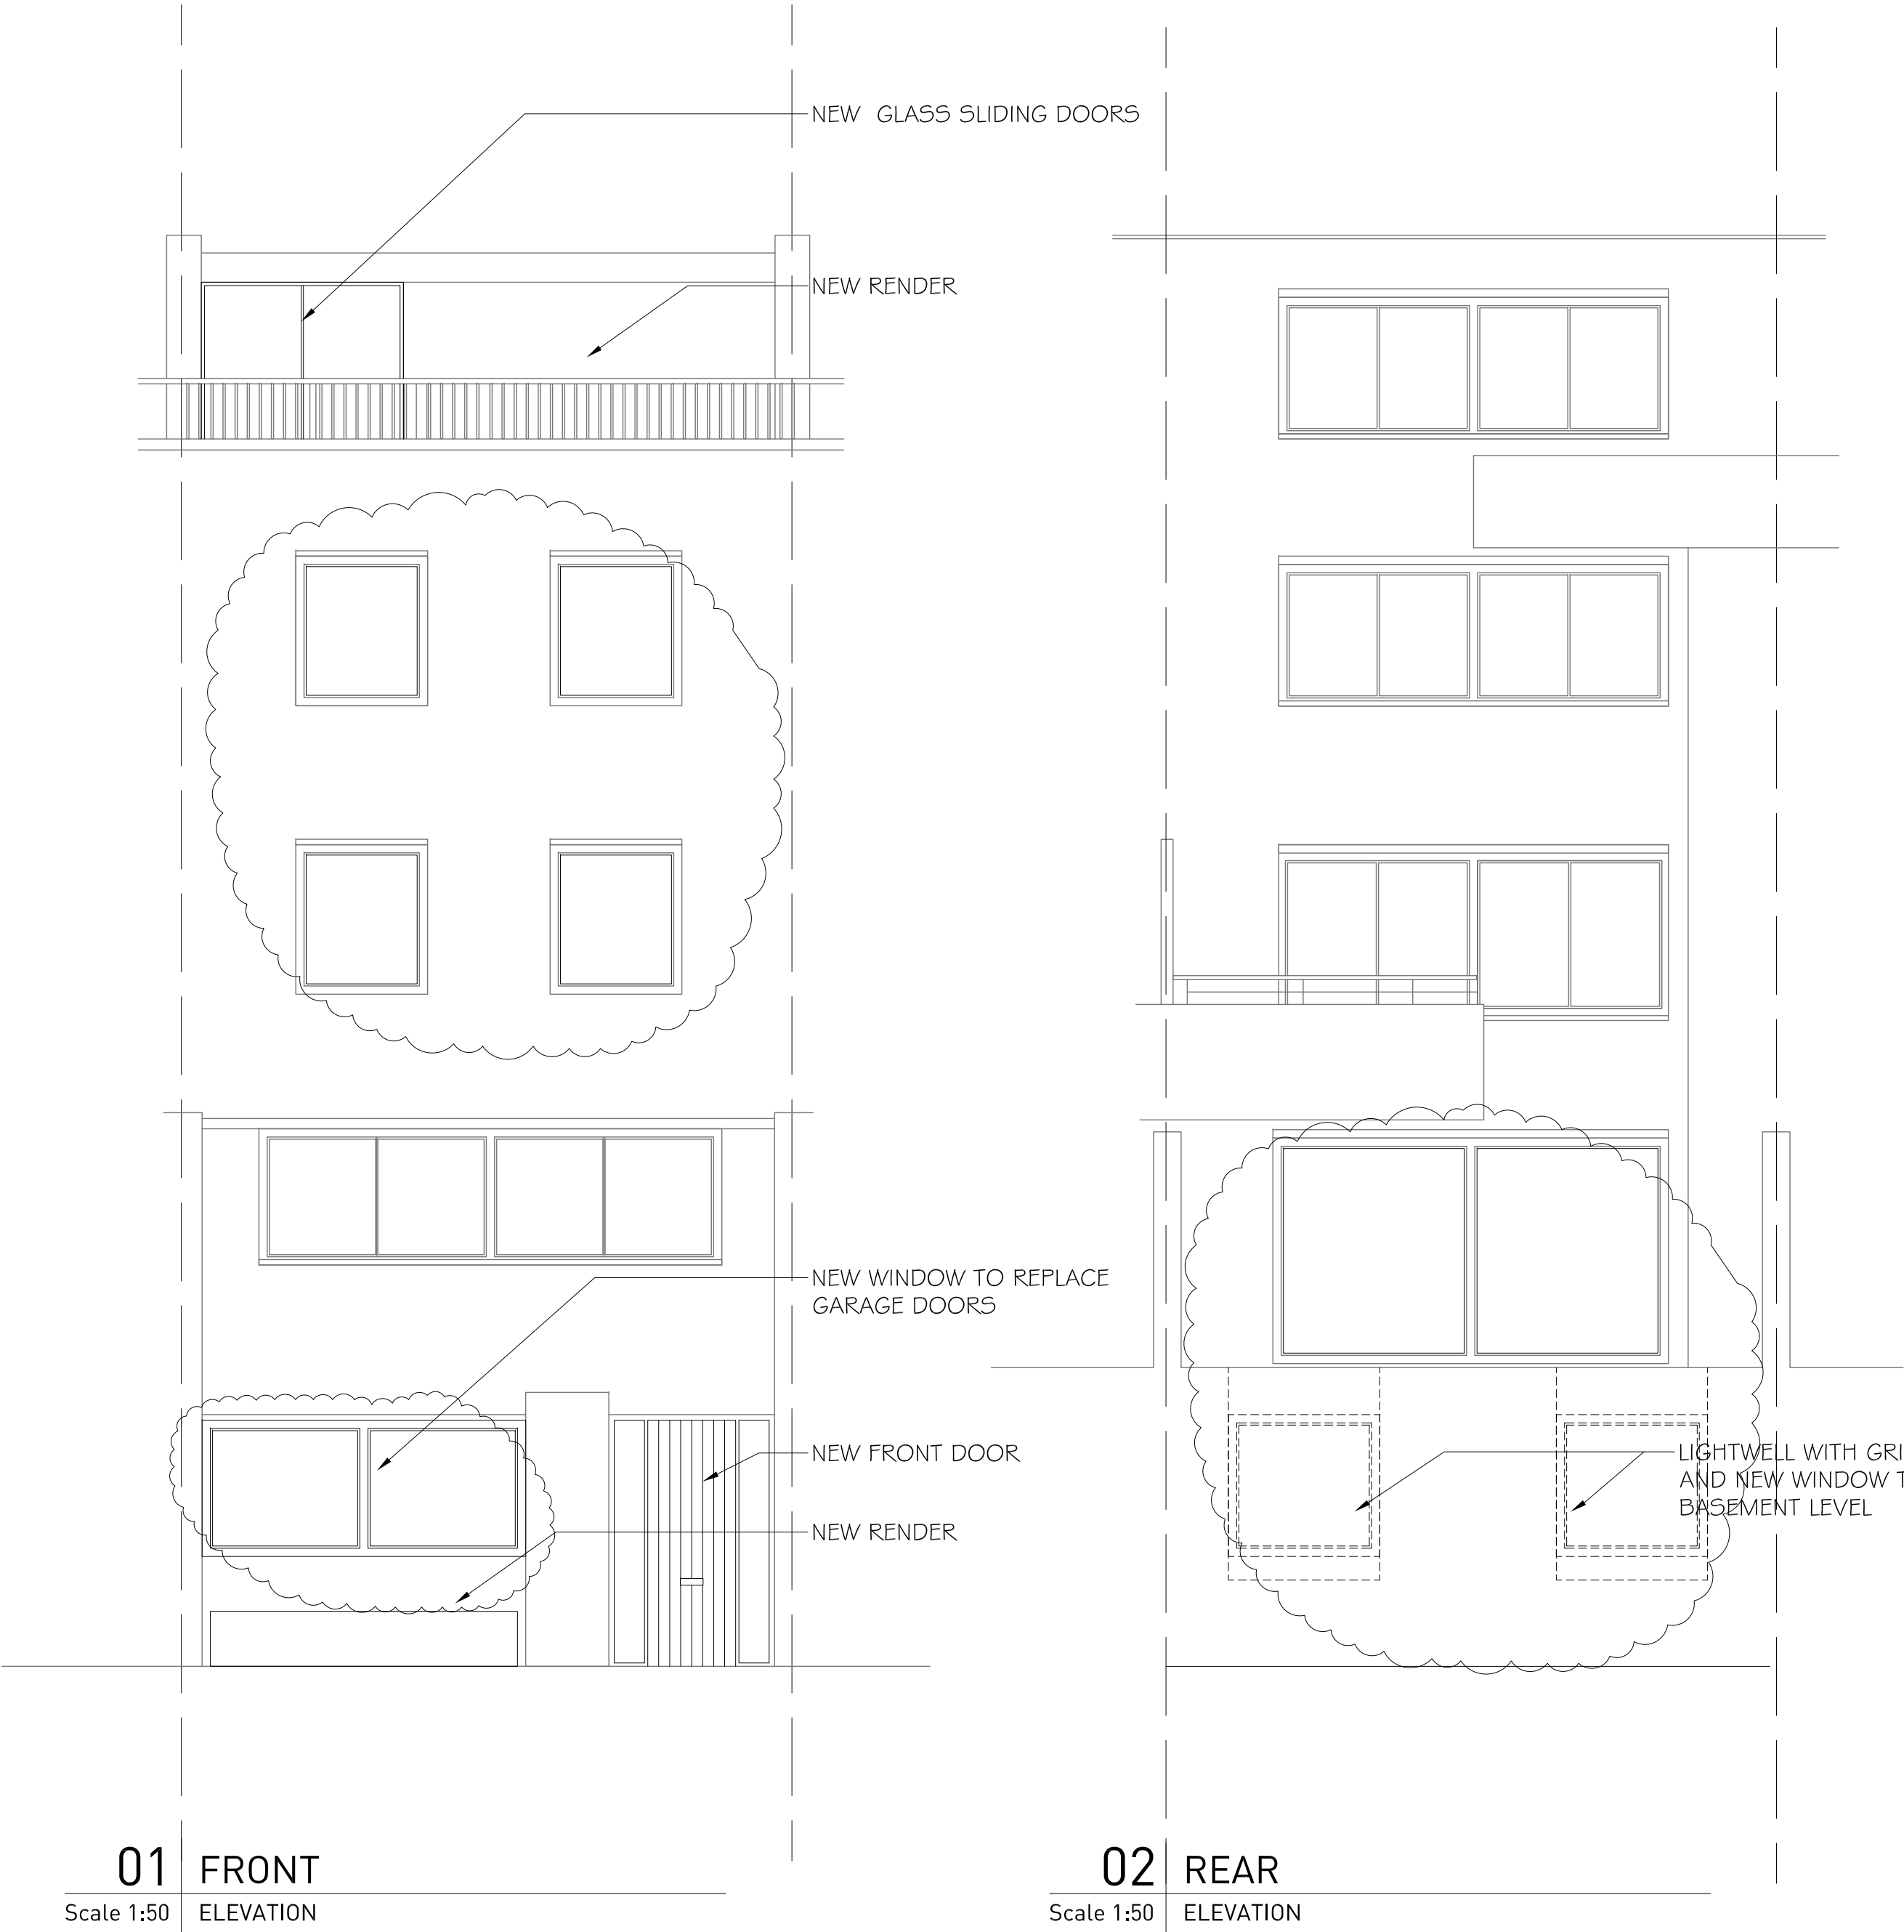 NEW GLASS SLIDING DOORS
NEW RENDER
NEW WINDOW TO REPLACE
GARAGE DOORS
NEW FRONT DOOR
NEW RENDER
LIGHTWELL WITH
AND NEW WINDOW
BASEMENT LEVEL
01 FRONT
Scale 1:50 ELEVATION
02 REAR
Scale 1:50 ELEVATION